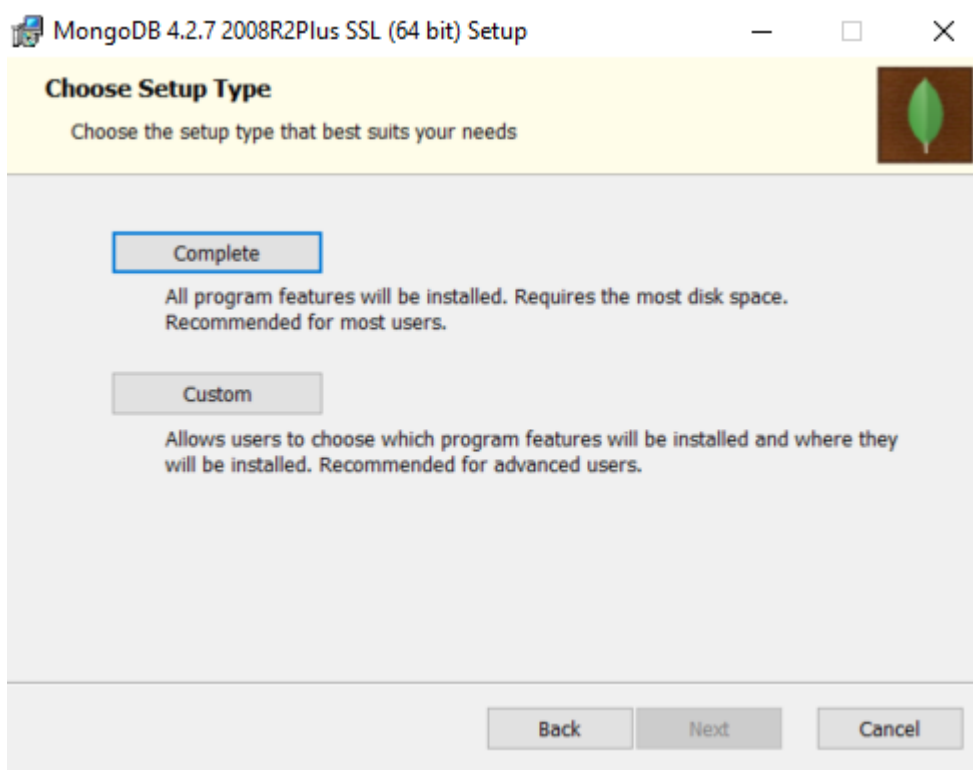 MongoDB 4.2.7 2008R2Plus SSL (64 bit) Setup
Choose Setup Type
Choose the setup type that best suits your needs
Complete
All program features will be installed. Requires the most disk space.
Recommended for most users.
Custom
Allows users to choose which program features will be installed and where they
will be installed. Recommended for advanced users.
Back Next Cancel